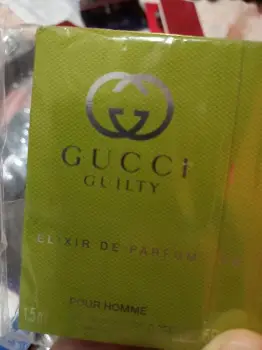 GUCCI
GUILTY
ELIXIR DE PARFUM
POUR HOMME